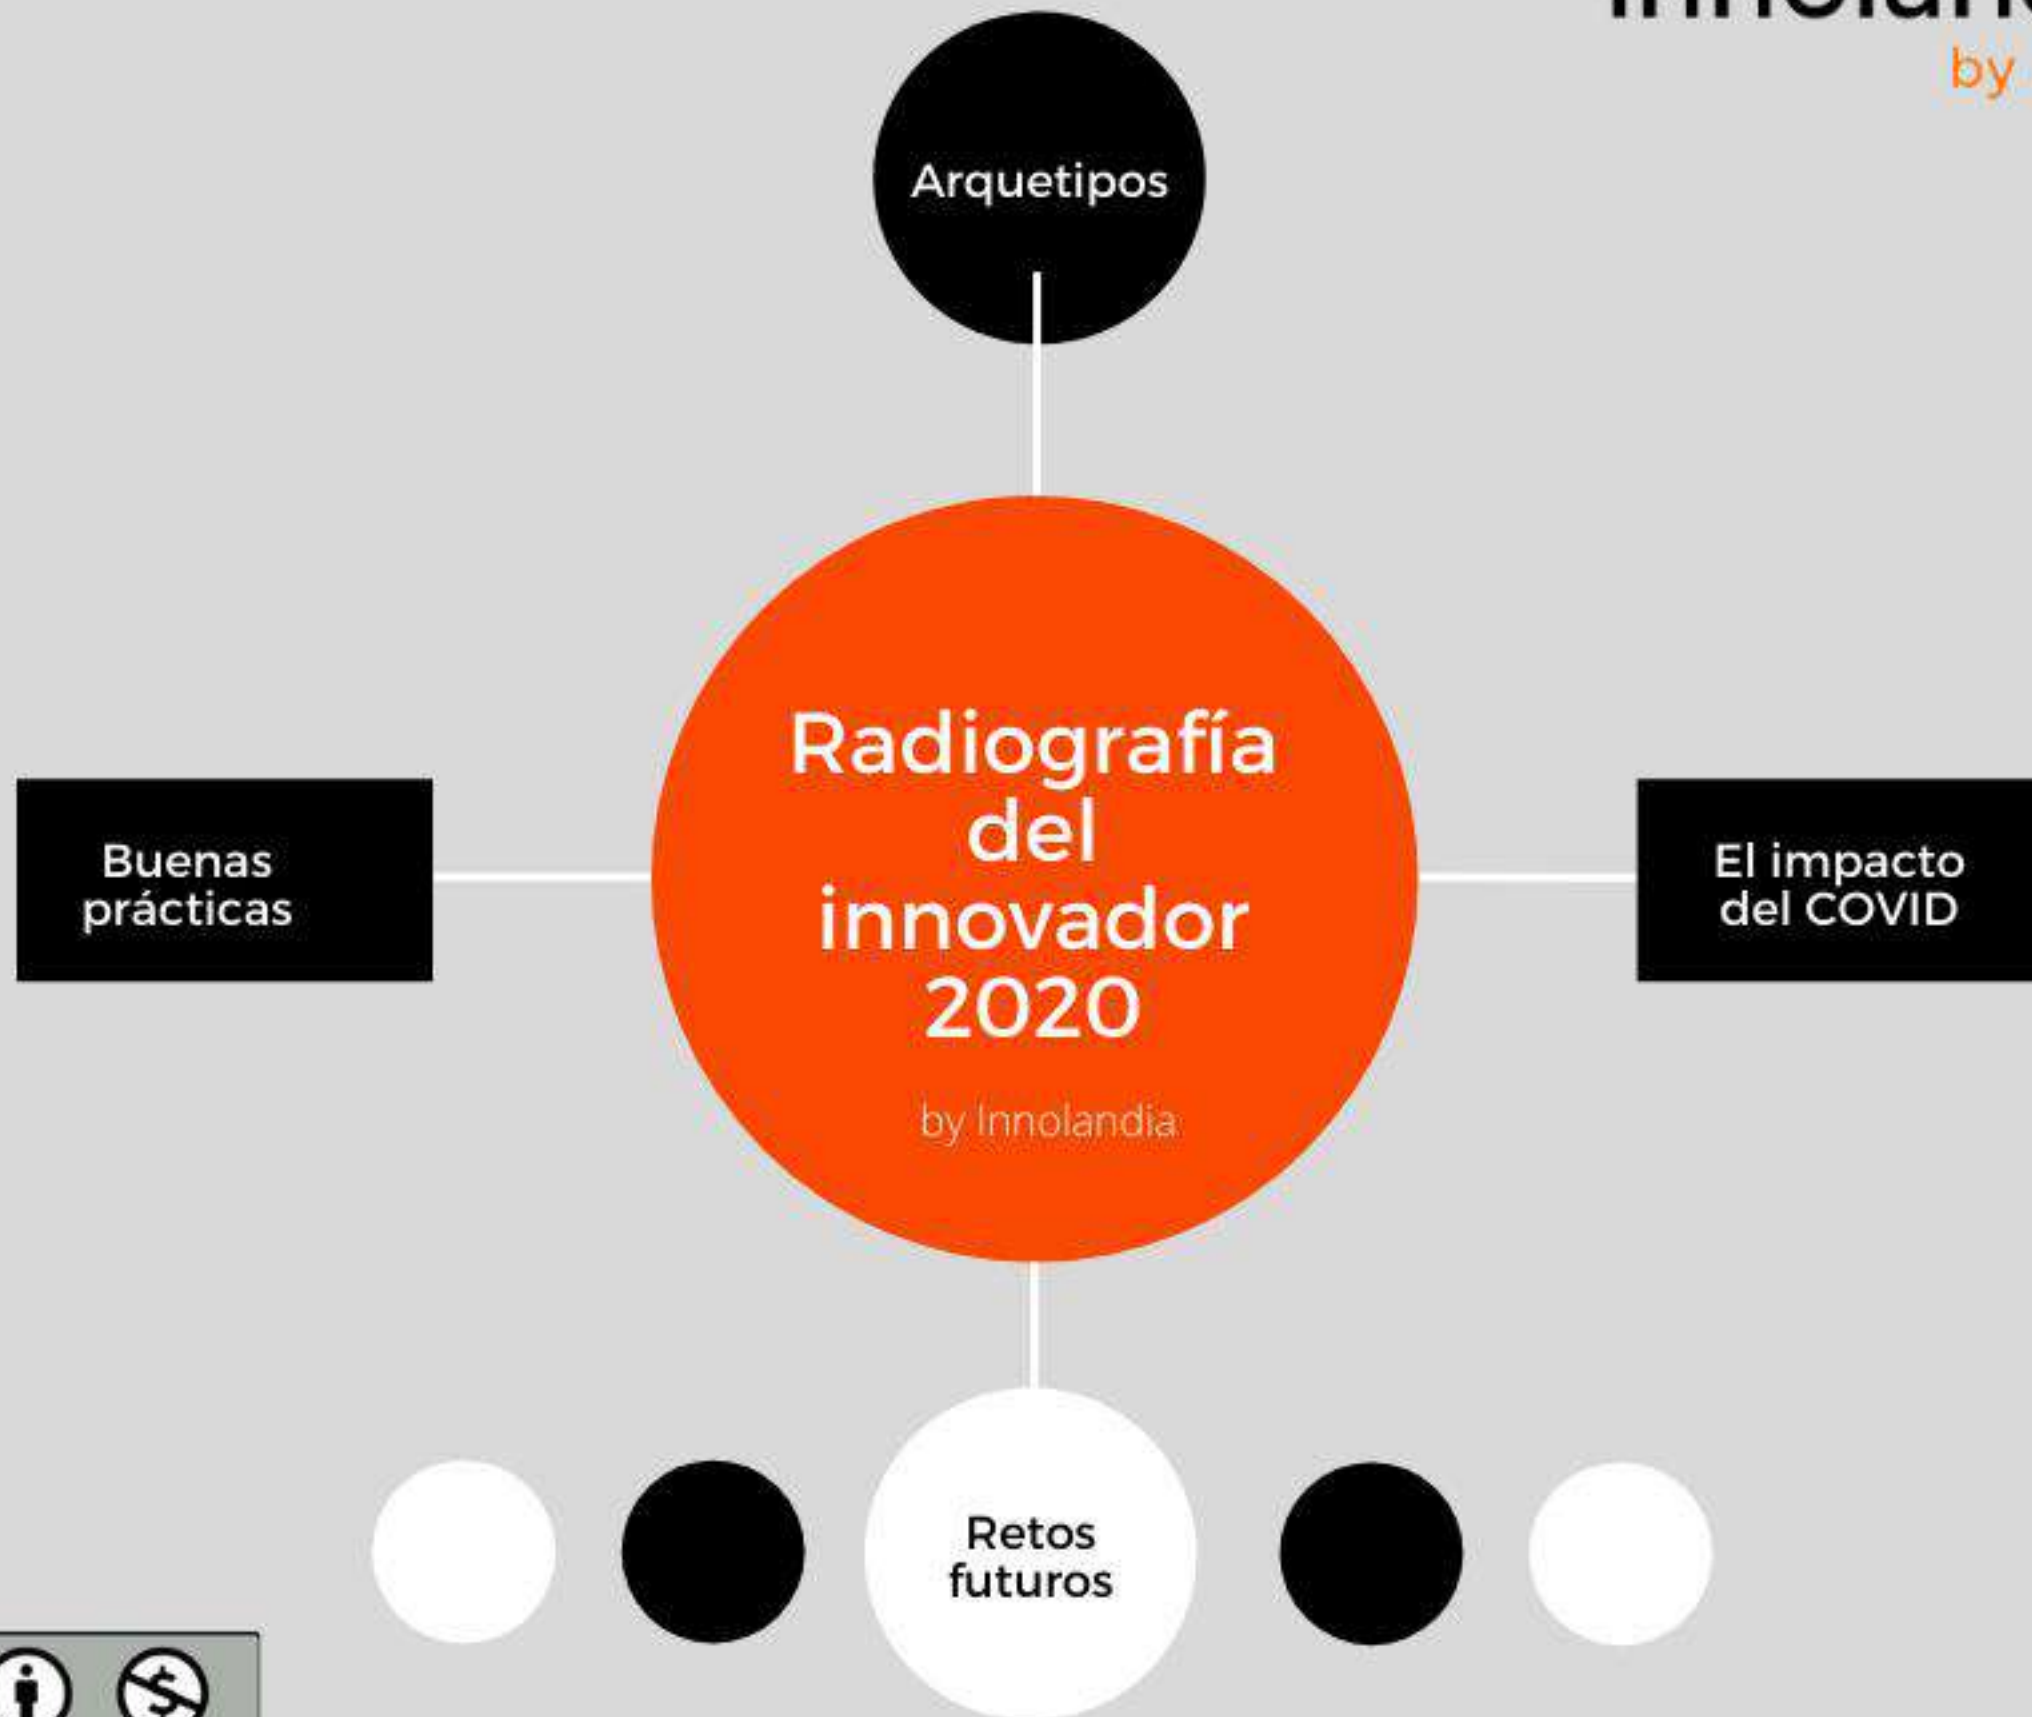 by
Arquetipos
Radiografía
del
innovador
2020
by Innolandia
Buenas
prácticas
El impacto
del COVID
Retos
futuros